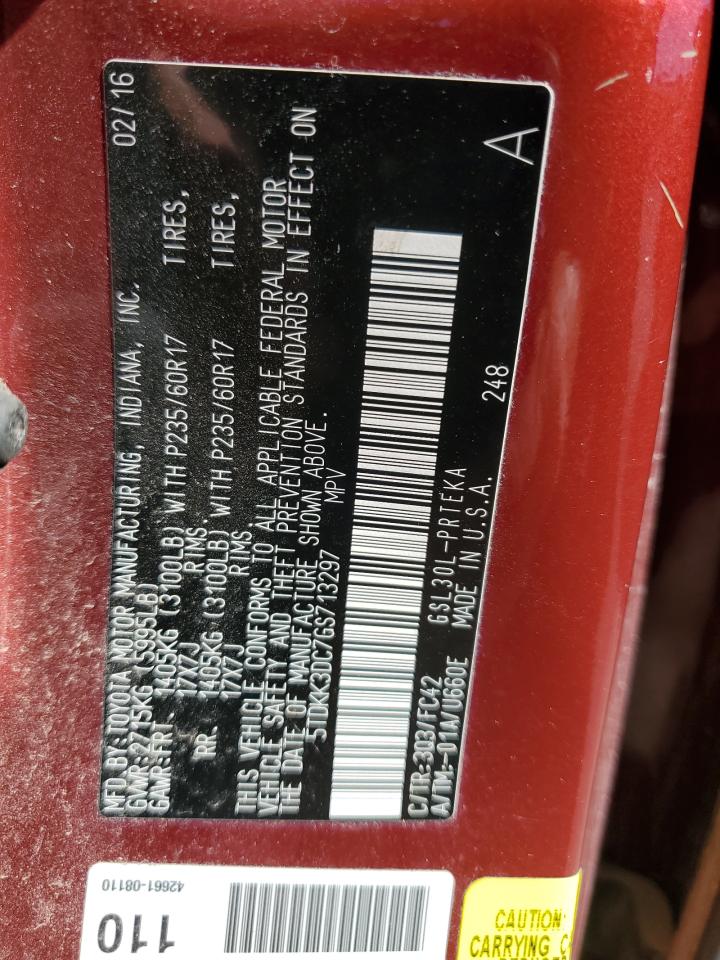 MFD. BY: TOYOTA MOTOR MANUFACTURING, INDIANA, INC. 02/16
GVWR: 2715KG (5995LB)
GAWR: FRT. 1405KG (3100LB) WITH P235/60R17 TIRES,
17X7J RIMS.
RR. 1405KG (3100LB) WITH P235/60R17 TIRES,
17X7J RIMS.
THIS VEHICLE CONFORMS TO ALL APPLICABLE FEDERAL MOTOR
VEHICLE SAFETY AND THEFT PREVENTION STANDARDS IN EFFECT ON
THE DATE OF MANUFACTURE SHOWN ABOVE.
5TDKK3DC7GS713297 MPV
C/TR: 3Q3/FC42 GSL30L-PRTEKA 248 A
A/TM: -01A/U660E MADE IN U.S.A.
42661-08110
110
CAUTION:
CARRYING